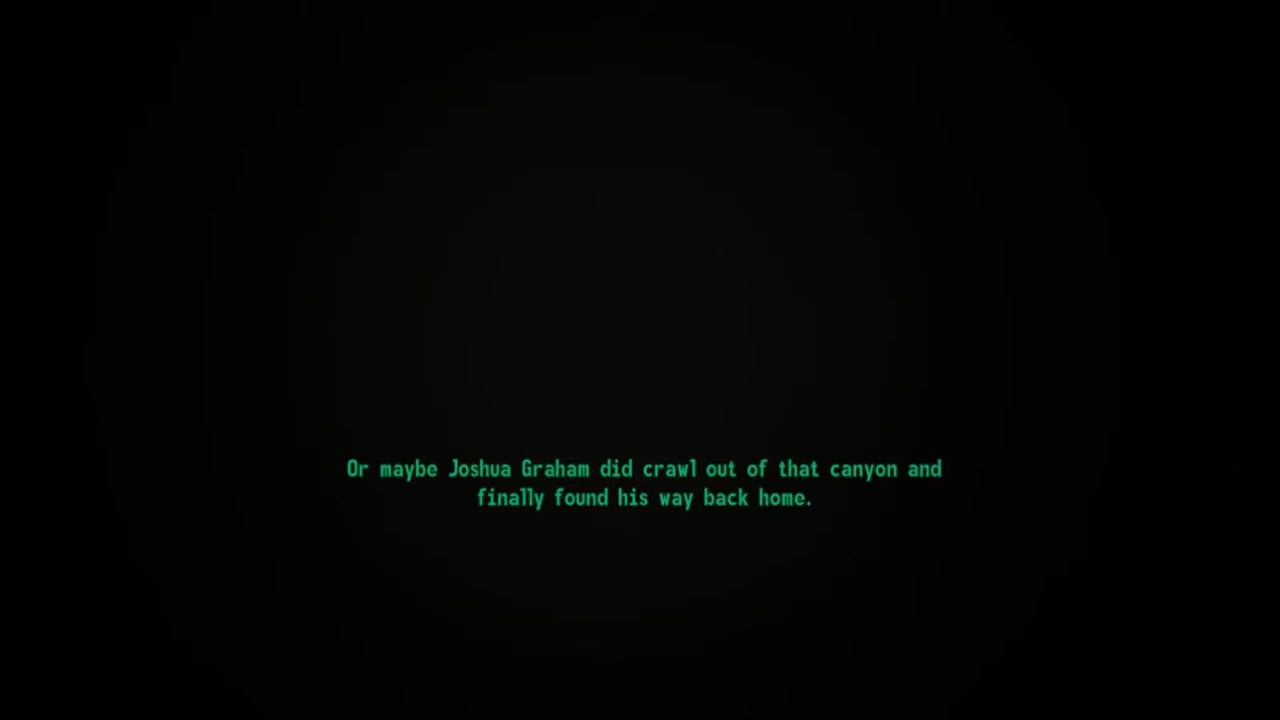 Or maybe Joshua Graham did crawl out of that canyon and
finally found his way back home.